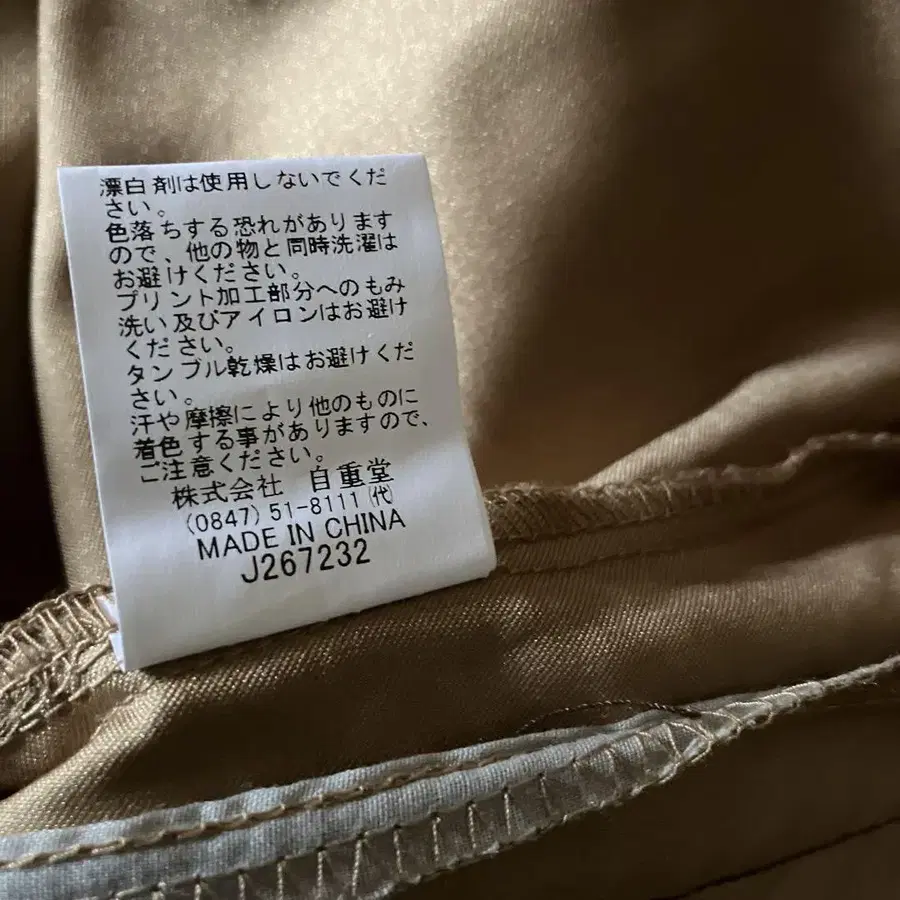 漂白剤は使用しないでくだ
さい。
色落ちする恐れがあります
ので、他の物と同時洗濯は
お避けください。
プリント加工部分へのもみ
洗い及びアイロンはお避け
ください。
タンブル乾燥はお避けくだ
さい。
汗や摩擦により他のものに
着色する事がありますので、
ご注意ください。
株式会社 自重堂
(0847) 51-8111 (代)
MADE IN CHINA
J267232